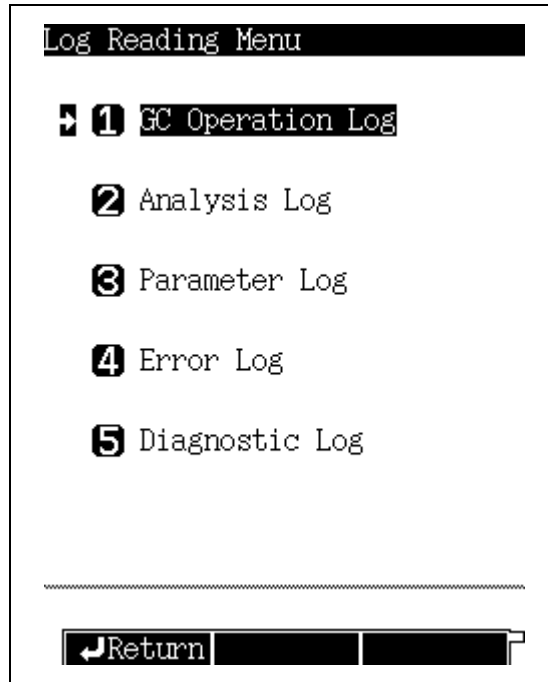 Log Reading Menu
1 GC Operation Log
2 Analysis Log
3 Parameter Log
4 Error Log
5 Diagnostic Log
Return